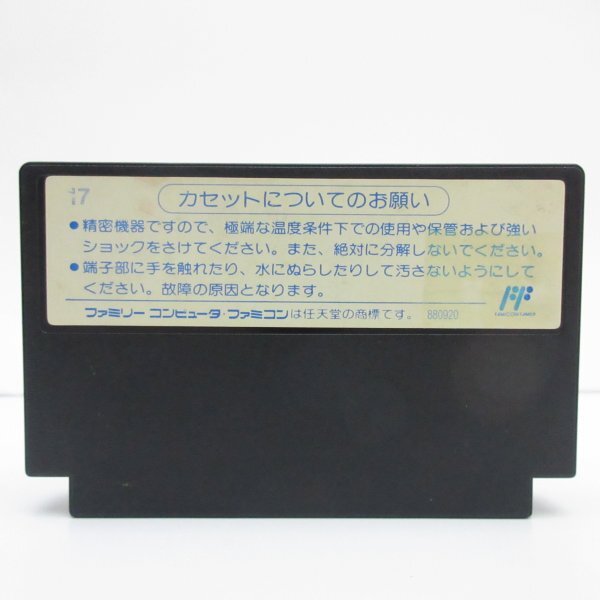 17
カセットについてのお願い
●精密機器ですので、極端な温度条件下での使用や保管および強い
ショックをさけてください。また、絶対に分解しないでください。
●端子部に手を触れたり、水にぬらしたりして汚さないようにして
ください。故障の原因となります。
FAMICOM FAMILY
ファミリー コンピュータ・ファミコンは任天堂の商標です。 880920